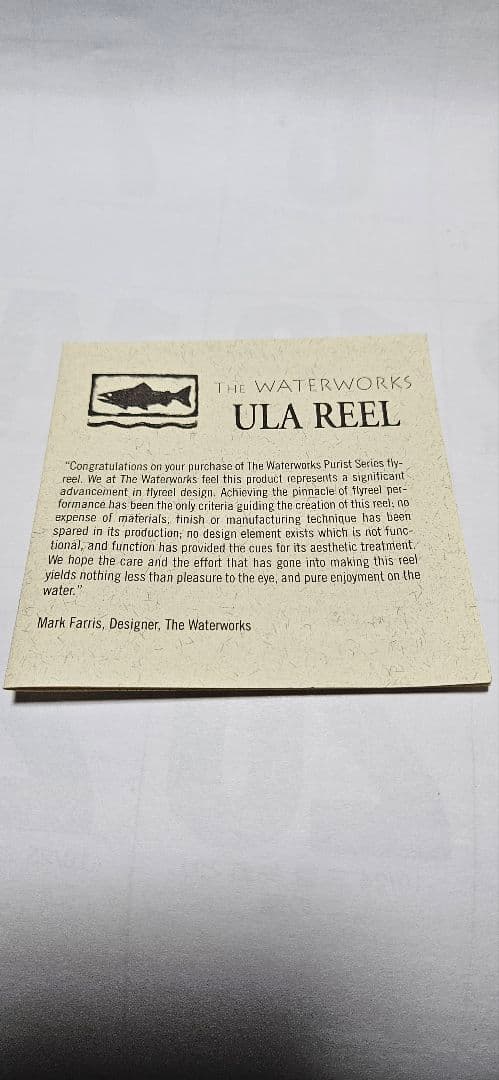 THE WATERWORKS
ULA REEL
"Congratulations on your purchase of The Waterworks Purist Series fly-
reel. We at The Waterworks feel this product represents a significant
advancement in flyreel design. Achieving the pinnacle of flyreel per-
formance has been the only criteria guiding the creation of this reel; no
expense of materials, finish or manufacturing technique has been
spared in its production; no design element exists which is not func-
tional, and function has provided the cues for its aesthetic treatment.
We hope the care and the effort that has gone into making this reel
yields nothing less than pleasure to the eye, and pure enjoyment on the
water."
Mark Farris, Designer, The Waterworks